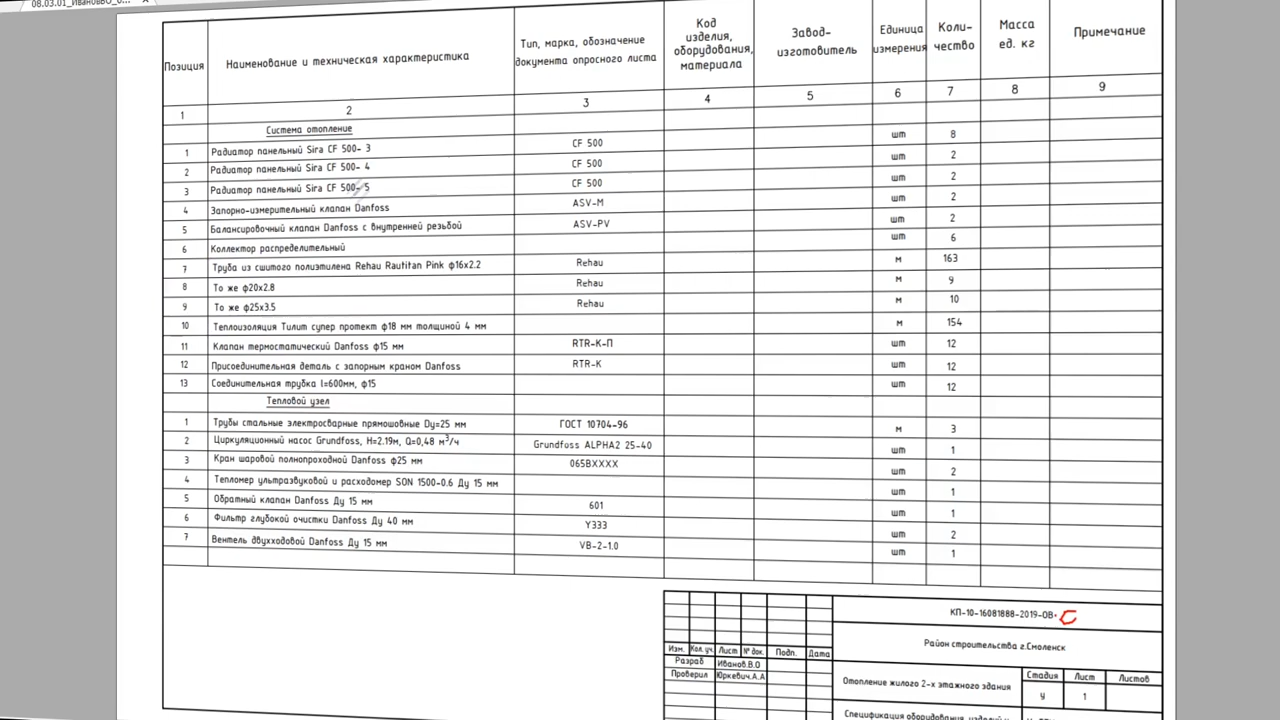 08.03.01_ИвановВО_0...
Позиция
Наименование и техническая характеристика
Тип, марка, обозначение
документа опросного листа
Код
изделия,
оборудования,
материала
Завод-
изготовитель
Единица
измерения
Коли-
чество
Масса
ед. кг
Примечание
1 2 3 4 5 6 7 8 9
Система отопление
1 Радиатор панельный Sira CF 500- 3 CF 500 шт 8
2 Радиатор панельный Sira CF 500- 4 CF 500 шт 2
3 Радиатор панельный Sira CF 500- 5 CF 500 шт 2
4 Запорно-измерительный клапан Danfoss ASV-M шт 2
5 Балансировочный клапан Danfoss с внутренней резьбой ASV-PV шт 2
6 Коллектор распределительный шт 6
7 Труба из сшитого полиэтилена Rehau Rautitan Pink ф16х2.2 Rehau м 163
8 То же ф20х2.8 Rehau м 9
9 То же ф25х3.5 Rehau м 10
10 Теплоизоляция Тилит супер протект ф18 мм толщиной 4 мм м 154
11 Клапан термостатический Danfoss ф15 мм RTR-K-П шт 12
12 Присоединительная деталь с запорным краном Danfoss RTR-K шт 12
13 Соединительная трубка l=600мм, ф15 шт 12
Тепловой узел
1 Трубы стальные электросварные прямошовные Dy=25 мм ГОСТ 10704-96 м 3
2 Циркуляционный насос Grundfoss, H=2.19м, Q=0,48 м³/ч Grundfoss ALPHA2 25-40 шт 1
3 Кран шаровой полнопроходной Danfoss ф25 мм 065BXXXX шт 2
4 Тепломер ультразвуковой и расходомер SON 1500-0.6 Ду 15 мм шт 1
5 Обратный клапан Danfoss Ду 15 мм 601 шт 1
6 Фильтр глубокой очистки Danfoss Ду 40 мм Y333 шт 2
7 Вентель двухходовой Danfoss Ду 15 мм VB-2-1.0 шт 1
КП-10-16081888-2019-ОВ. С
Район строительства г.Смоленск
Изм. Кол. уч. Лист № док. Подп. Дата
Разраб Иванов.В.О
Проверил Юркевич.А.А
Отопление жилого 2-х этажного здания
Стадия Лист Листов
у 1
Спецификация оборудования, изделий и